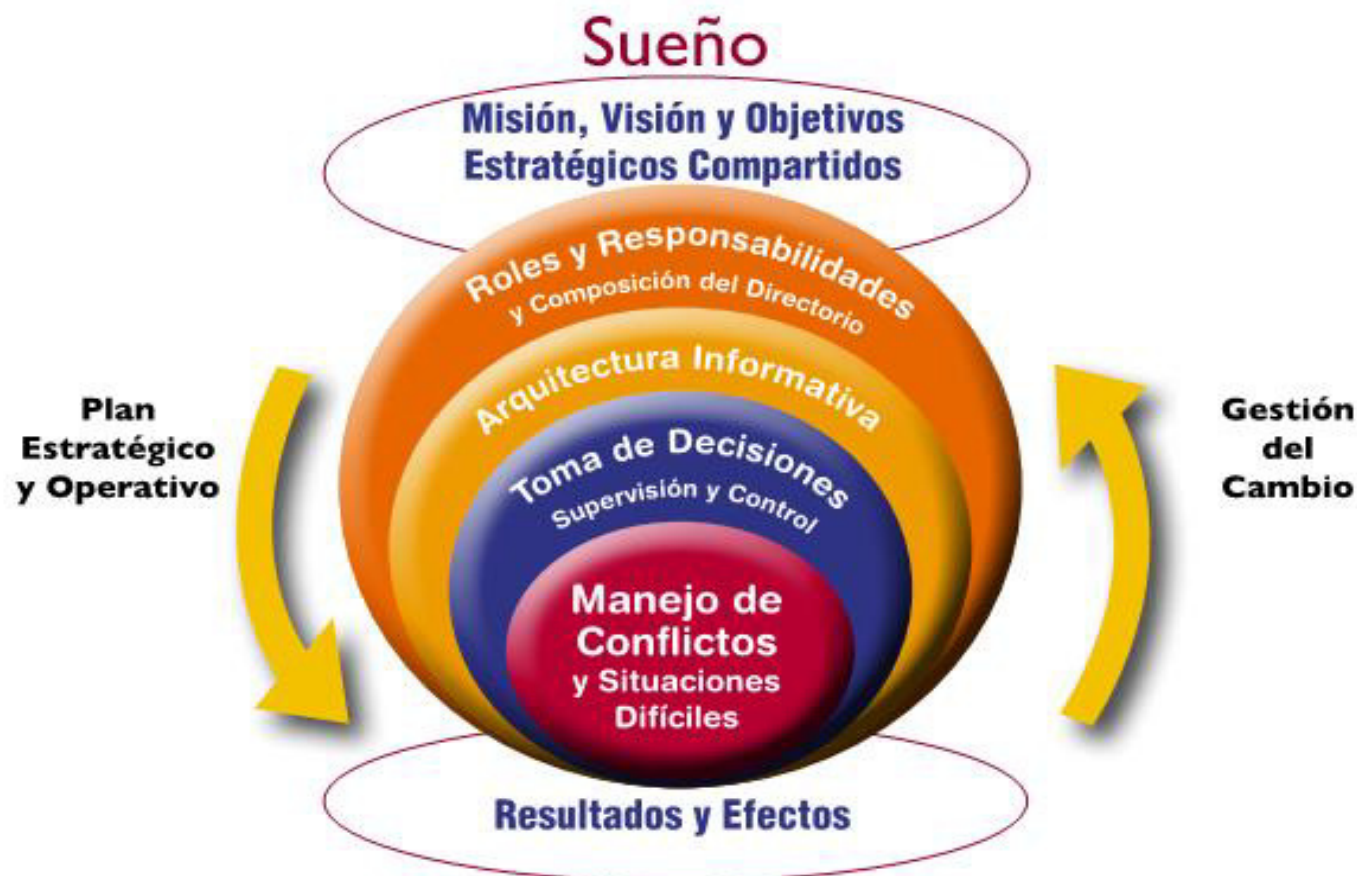 Sueño
Misión, Visión y Objetivos
Estratégicos Compartidos
Roles y Responsabilidades
y Composición del Directorio
Arquitectura Informativa
Toma de Decisiones
Supervisión y Control
Manejo de
Conflictos
y Situaciones
Difíciles
Plan
Estratégico
y Operativo
Gestión
del
Cambio
Resultados y Efectos